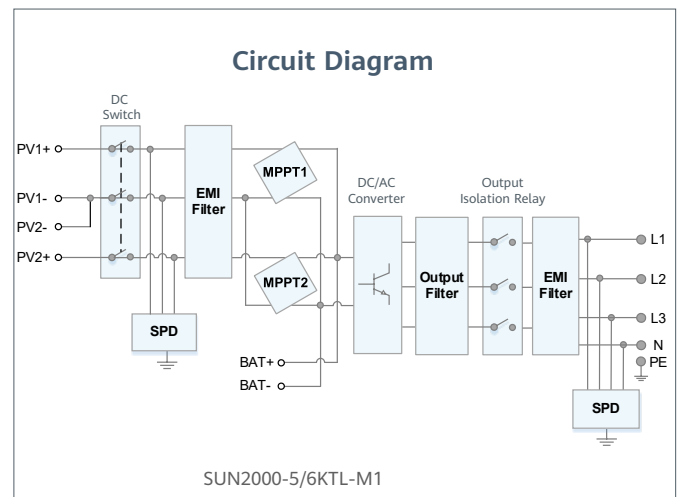 Circuit Diagram
DC
Switch
PV1+
PV1-
PV2-
PV2+
EMI
Filter
MPPT1
MPPT2
SPD
BAT+
BAT-
DC/AC
Converter
Output
Filter
Output
Isolation Relay
EMI
Filter
L1
L2
L3
N
PE
SPD
SUN2000-5/6KTL-M1